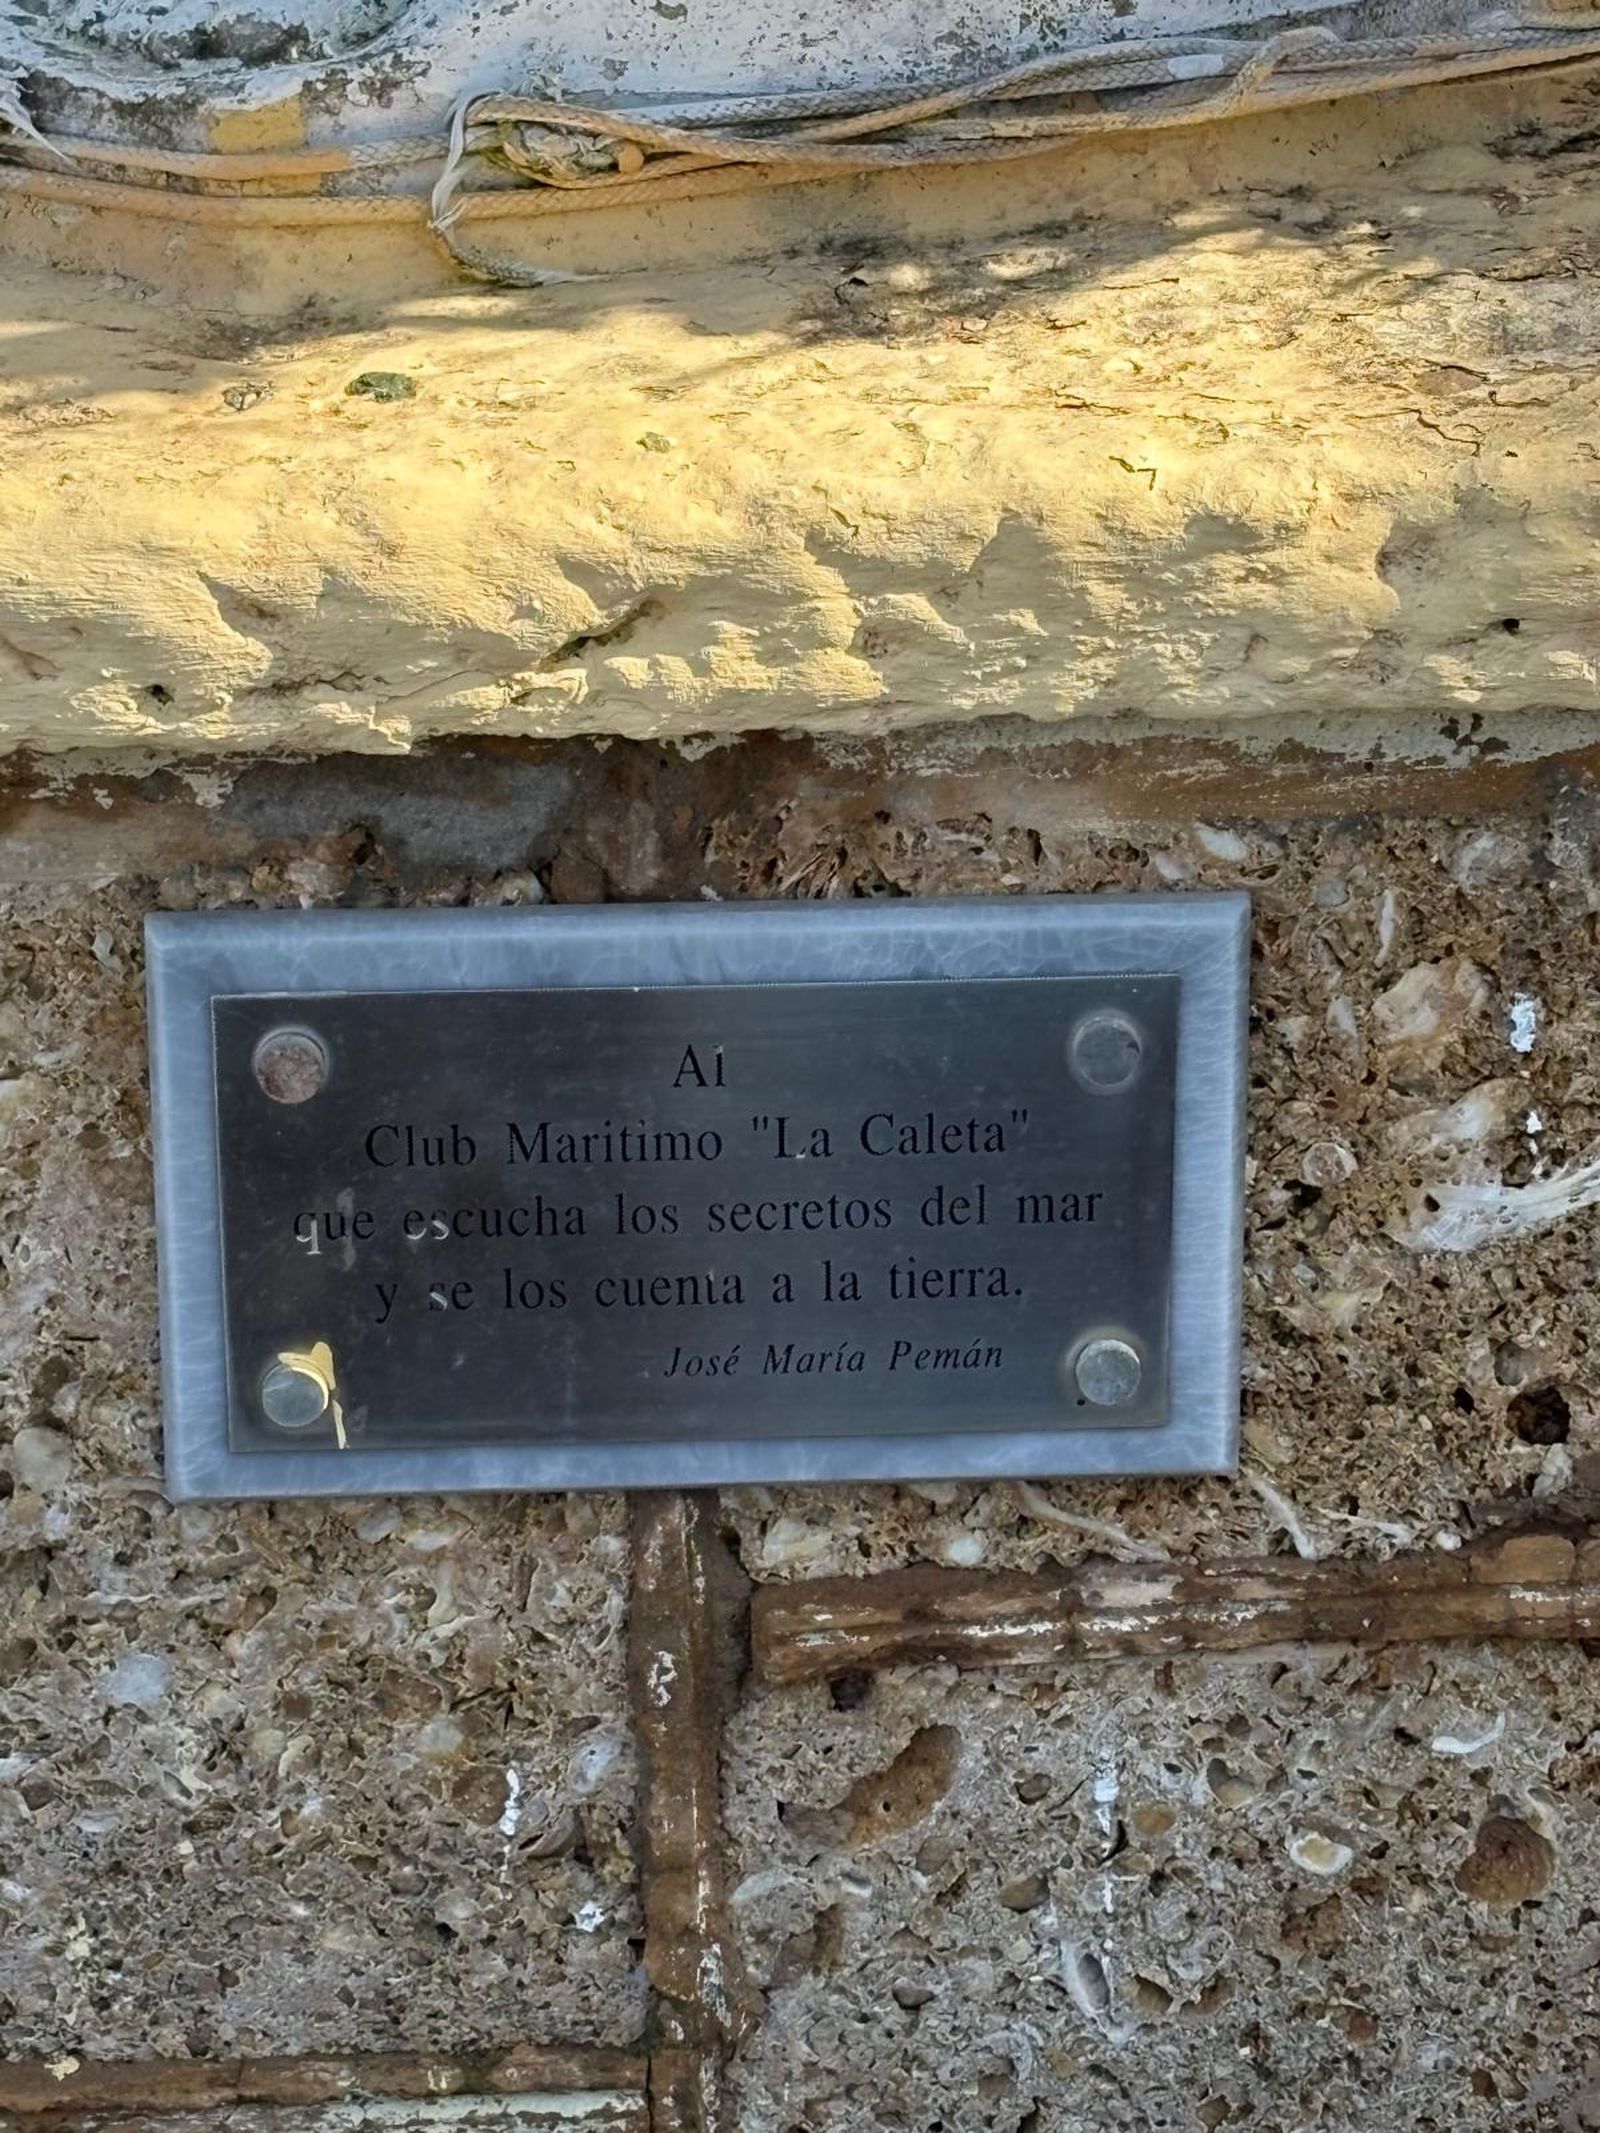 Al
Club Maritimo "La Caleta"
que escucha los secretos del mar
y se los cuenta a la tierra.
José María Pemán